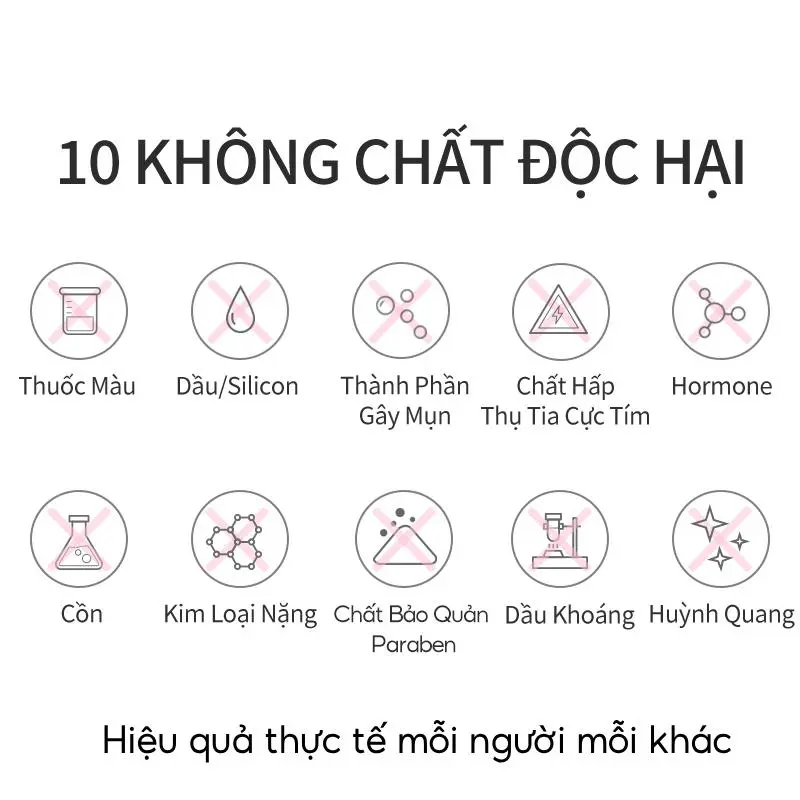 10 KHÔNG CHẤT ĐỘC HẠI
Thuốc Màu
Dầu/Silicon
Thành Phần
Gây Mụn
Chất Hấp
Thụ Tia Cực Tím
Hormone
Cồn
Kim Loại Nặng
Chất Bảo Quản
Paraben
Dầu Khoáng
Huỳnh Quang
Hiệu quả thực tế mỗi người mỗi khác